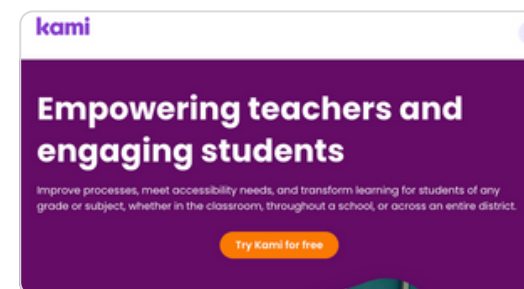 kami
Empowering teachers and
engaging students
Improve processes, meet accessibility needs, and transform learning for students of any
grade or subject, whether in the classroom, throughout a school, or across an entire district.
Try Kami for free